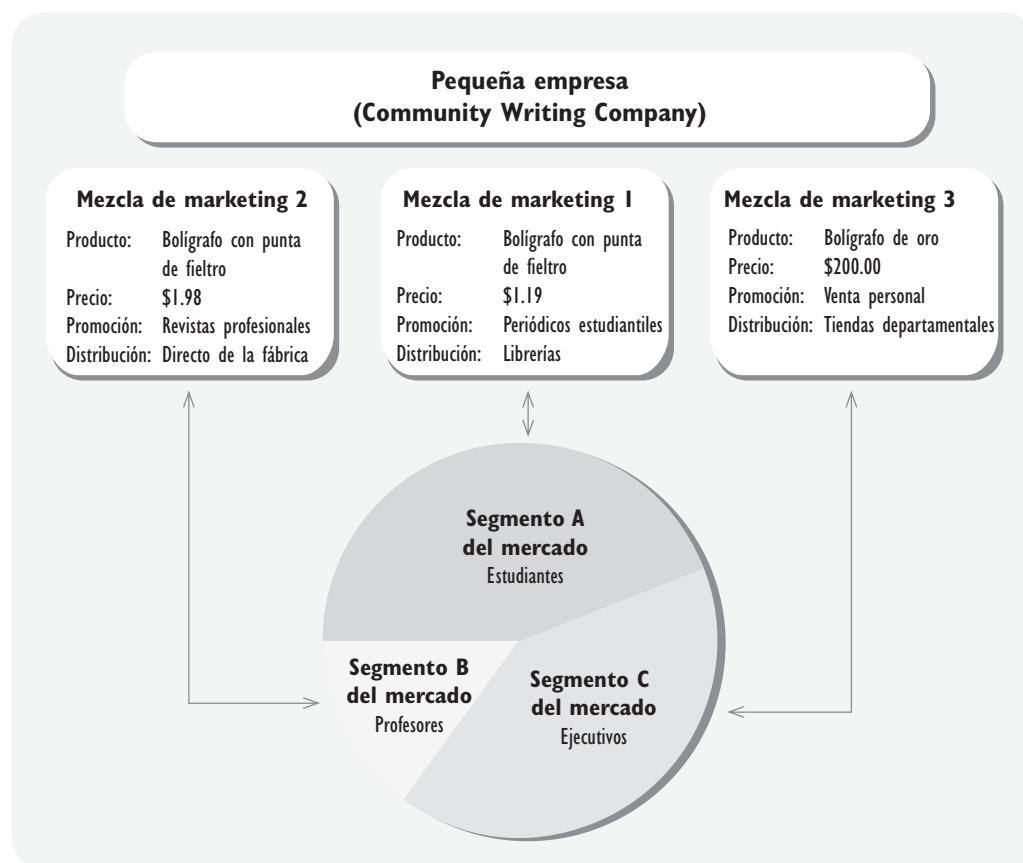 Pequeña empresa
(Community Writing Company)
Mezcla de marketing 2
Producto: Bolígrafo con punta
de fieltro
Precio: $1.98
Promoción: Revistas profesionales
Distribución: Directo de la fábrica
Mezcla de marketing 1
Producto: Bolígrafo con punta
de fieltro
Precio: $1.19
Promoción: Periódicos estudiantiles
Distribución: Librerías
Mezcla de marketing 3
Producto: Bolígrafo de oro
Precio: $200.00
Promoción: Venta personal
Distribución: Tiendas departamentales
Segmento A
del mercado
Estudiantes
Segmento B
del mercado
Profesores
Segmento C
del mercado
Ejecutivos